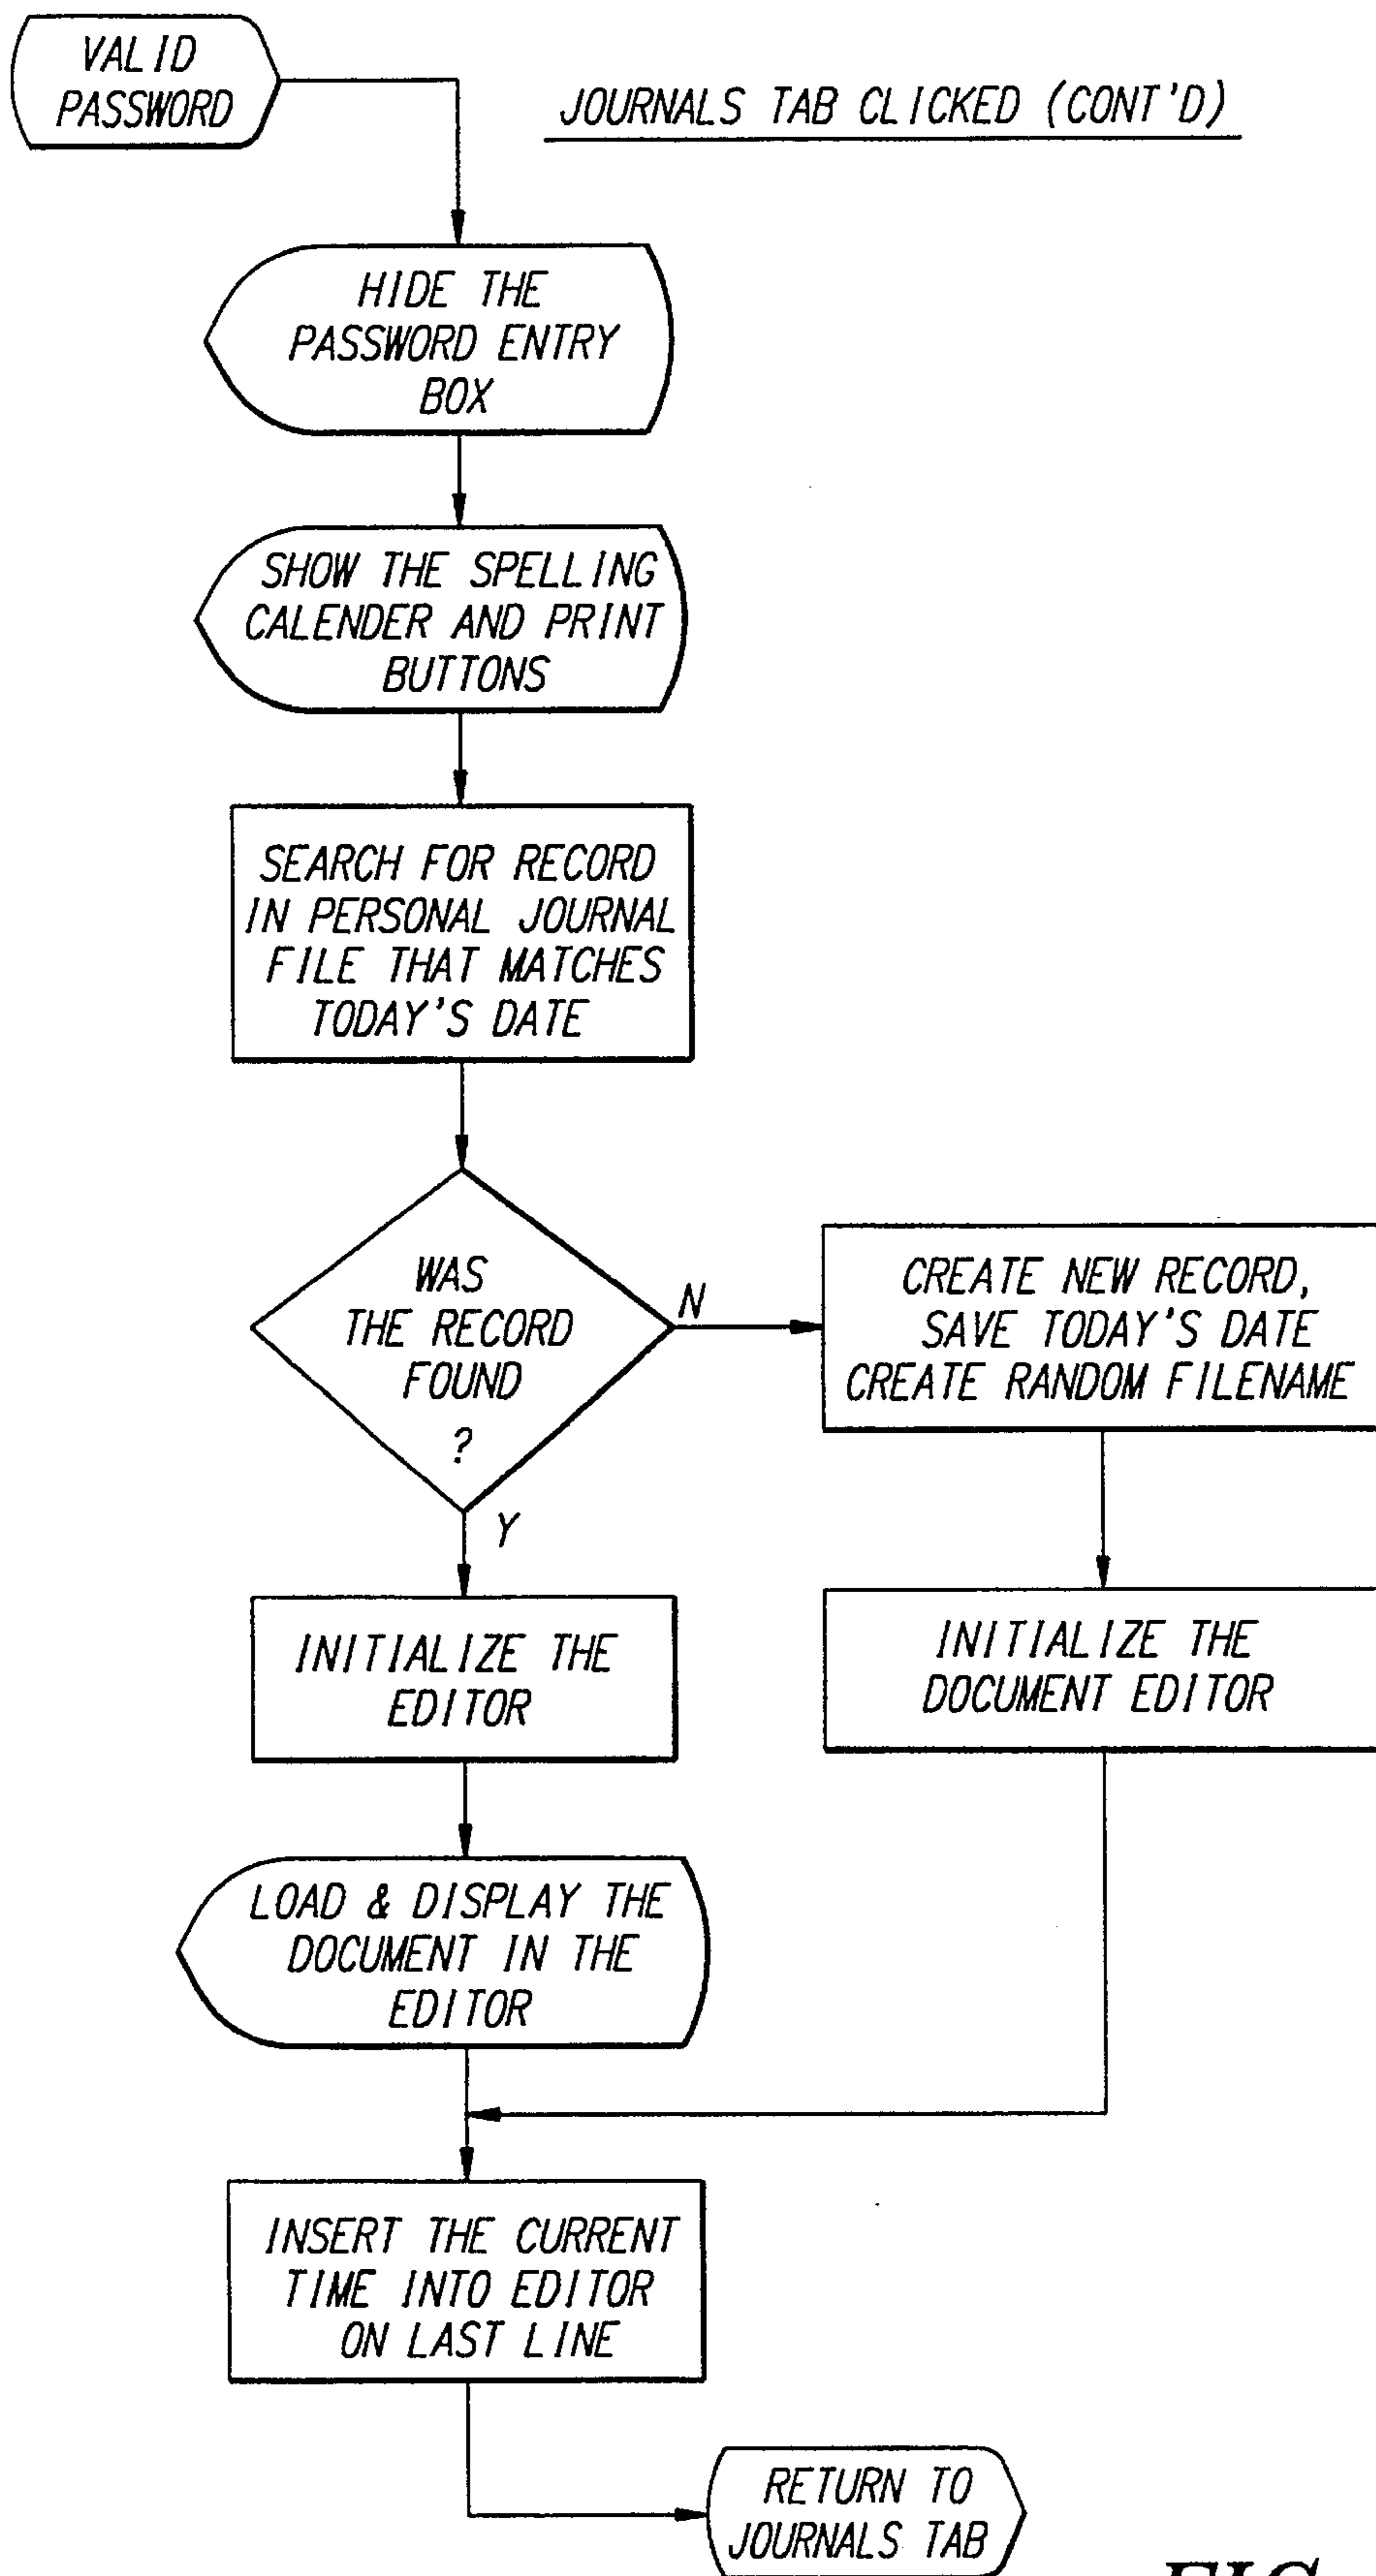 VALID
PASSWORD
JOURNALS TAB CLICKED (CONT'D)
HIDE THE
PASSWORD ENTRY
BOX
SHOW THE SPELLING
CALENDER AND PRINT
BUTTONS
SEARCH FOR RECORD
IN PERSONAL JOURNAL
FILE THAT MATCHES
TODAY'S DATE
WAS
THE RECORD
FOUND
?
N
CREATE NEW RECORD,
SAVE TODAY'S DATE
CREATE RANDOM FILENAME
Y
INITIALIZE THE
EDITOR
INITIALIZE THE
DOCUMENT EDITOR
LOAD & DISPLAY THE
DOCUMENT IN THE
EDITOR
INSERT THE CURRENT
TIME INTO EDITOR
ON LAST LINE
RETURN TO
JOURNALS TAB